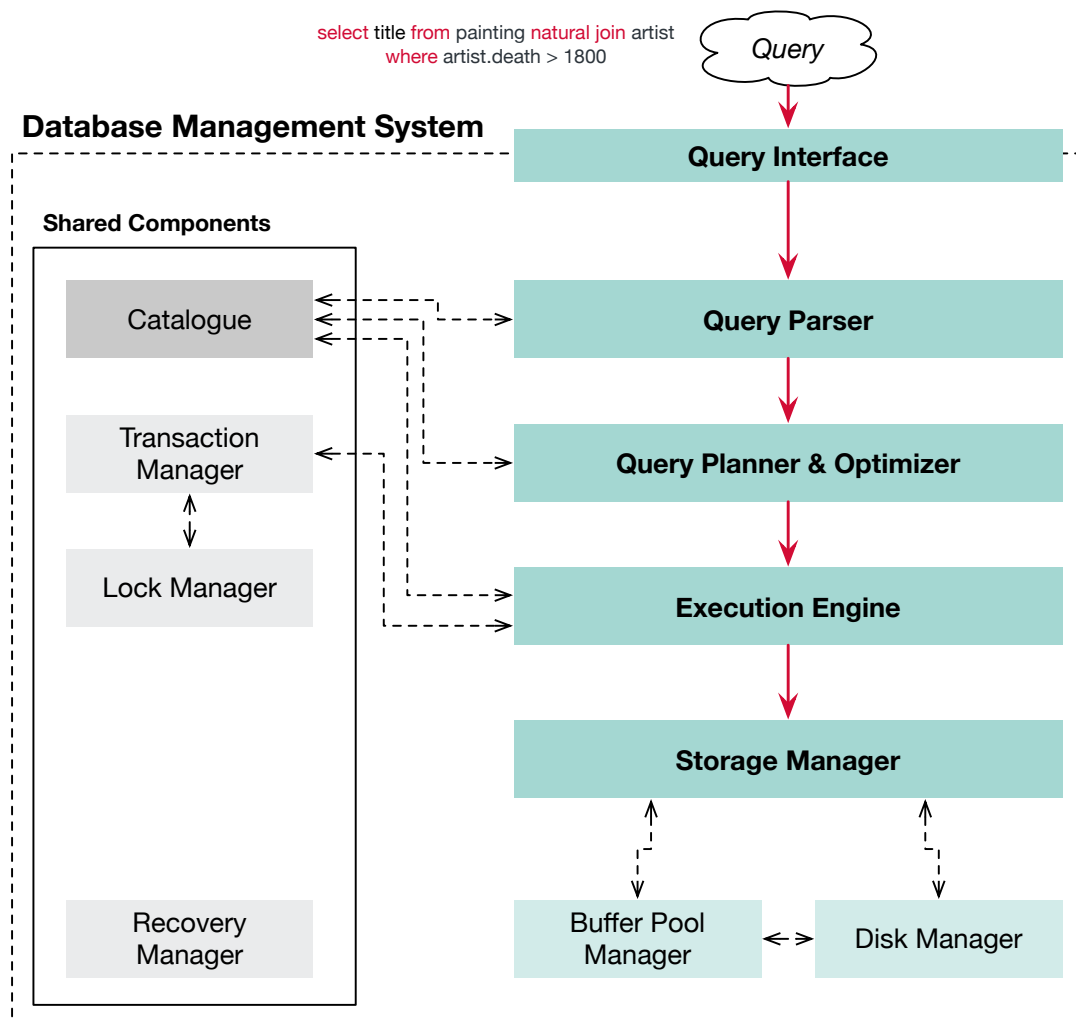 select title from painting natural join artist
where artist.death > 1800
Query
Database Management System
Query Interface
Shared Components
Catalogue
Query Parser
Transaction
Manager
Query Planner & Optimizer
Lock Manager
Execution Engine
Storage Manager
Recovery
Manager
Buffer Pool
Manager
Disk Manager